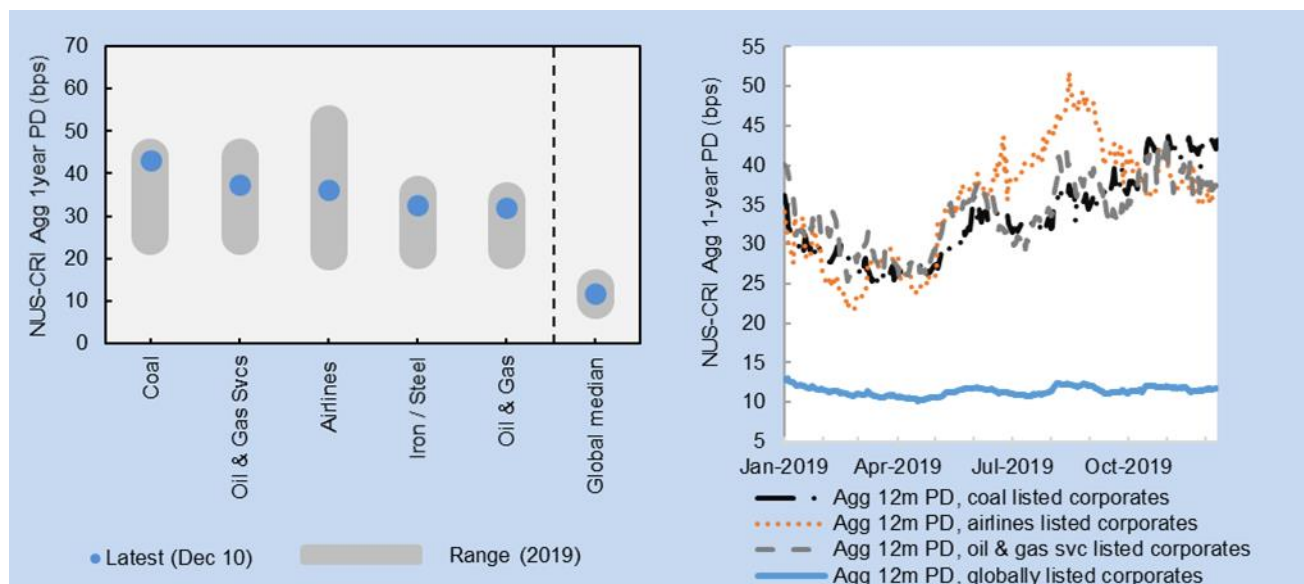 NUS-CRI Agg 1year PD (bps)
70
60
50
40
30
20
10
0
Coal
Oil & Gas Svcs
Airlines
Iron / Steel
Oil & Gas
Global median
Latest (Dec 10)
Range (2019)
NUS-CRI Agg 1-year PD (bps)
55
50
45
40
35
30
25
20
15
10
5
Jan-2019 Apr-2019 Jul-2019 Oct-2019
Agg 12m PD, coal listed corporates
Agg 12m PD, airlines listed corporates
Agg 12m PD, oil & gas svc listed corporates
Agg 12m PD, globally listed corporates